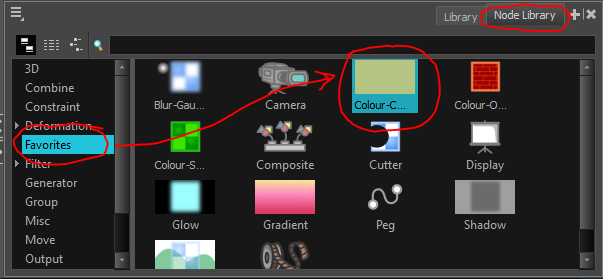 Library
Node Library
3D
Combine
Constraint
Deformation
Favorites
Filter
Generator
Group
Misc
Move
Output
Blur-Gau...
Camera
Colour-C...
Colour-O...
Colour-S...
Composite
Cutter
Display
Glow
Gradient
Peg
Shadow